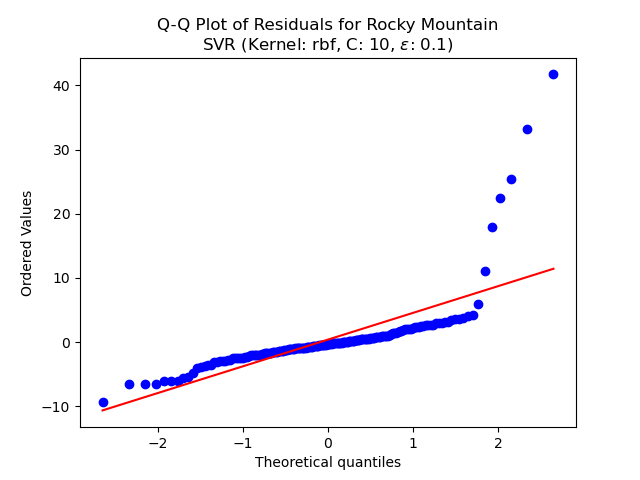 Q-Q Plot of Residuals for Rocky Mountain
SVR (Kernel: rbf, C: 10, ε: 0.1)
Ordered Values
40
30
20
10
0
−10
−2
−1
0
1
2
Theoretical quantiles